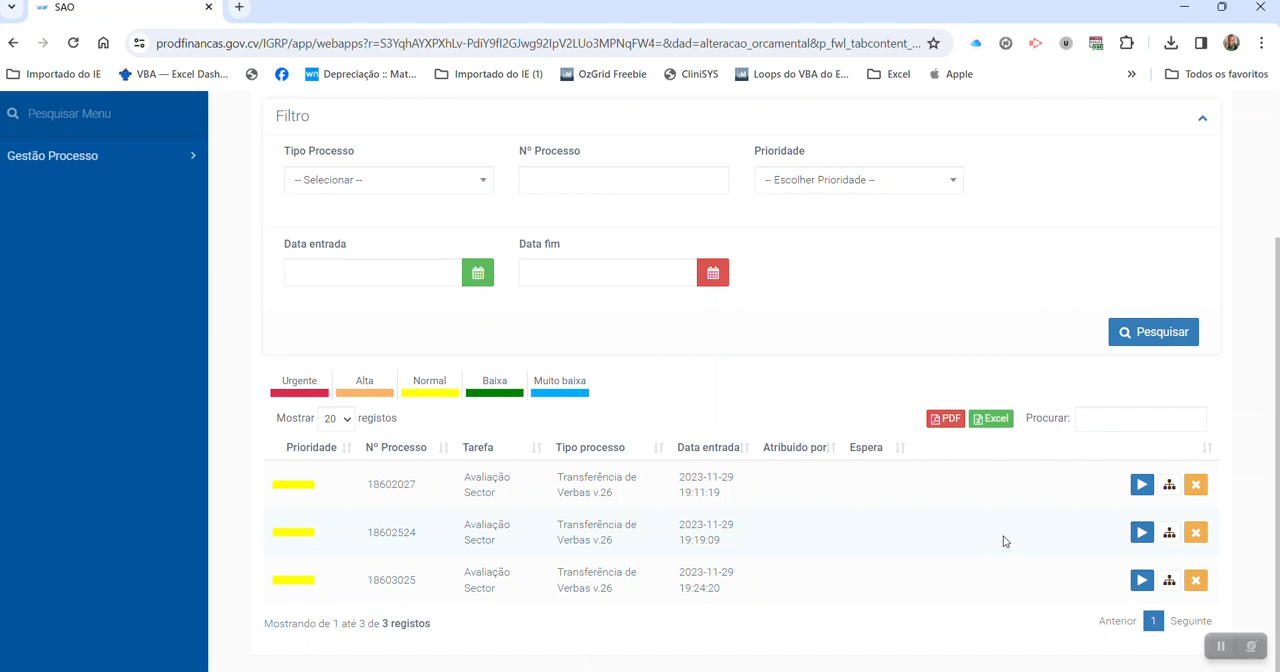 SAO
prodfinancas.gov.cv/IGRP/app/webapps?r=S3YqhAYXPXhLv-PdiY9fI2GJwg92IpV2LUo3MPNqFW4=&dad=alteracao_orcamental&p_fwl_tabcontent_...
Importado do IE
VBA — Excel Dash...
wn
Depreciação :: Mat...
Importado do IE (1)
OzGrid Freebie
CliniSYS
Loops do VBA do E...
Excel
Apple
»
Todos os favoritos
Pesquisar Menu
Gestão Processo
Filtro
Tipo Processo Nº Processo Prioridade
-- Selecionar -- -- Escolher Prioridade --
Data entrada Data fim
Pesquisar
Urgente Alta Normal Baixa Muito baixa
Mostrar 20 registos PDF Excel Procurar:
Prioridade Nº Processo Tarefa Tipo processo Data entrada Atribuido por Espera
18602027 Avaliação Sector Transferência de Verbas v.26 2023-11-29 19:11:19
18602524 Avaliação Sector Transferência de Verbas v.26 2023-11-29 19:19:09
18603025 Avaliação Sector Transferência de Verbas v.26 2023-11-29 19:24:20
Mostrando de 1 até 3 de 3 registos
Anterior 1 Seguinte